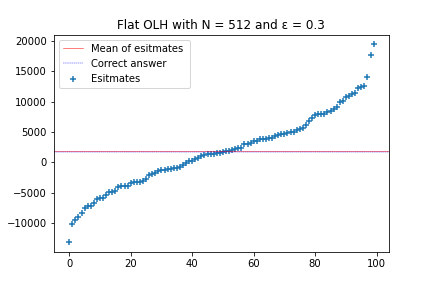 Flat OLH with N = 512 and ε = 0.3
Mean of esitmates
Correct answer
Esitmates
20000
15000
10000
5000
0
−5000
−10000
0 20 40 60 80 100